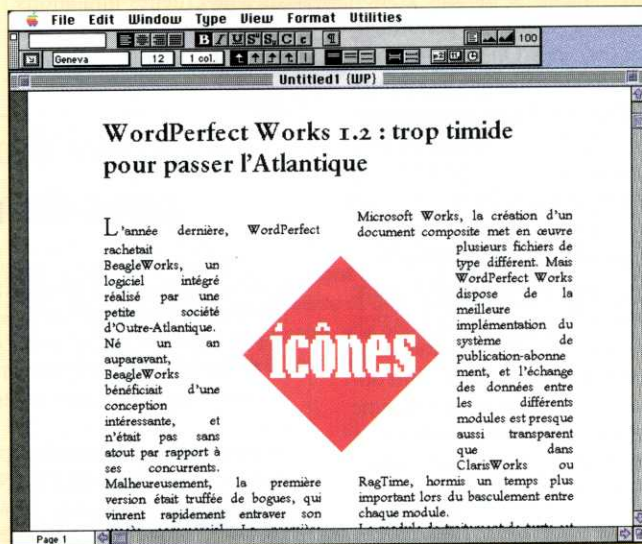 File Edit Window Type View Format Utilities
B I U S S C c ¶ 100
Geneva 12 1 col.
Untitled1 (WP)
WordPerfect Works 1.2 : trop timide
pour passer l'Atlantique
L'année dernière, WordPerfect
rachetait
BeagleWorks, un
logiciel intégré
réalisé par une
petite société
d'Outre-Atlantique.
Né un an
auparavant,
BeagleWorks
bénéficiait d'une
conception
intéressante, et
n'était pas sans
atout par rapport à
ses concurrents.
Malheureusement, la première
version était truffée de bogues, qui
vinrent rapidement entraver son
icônes
Microsoft Works, la création d'un
document composite met en œuvre
plusieurs fichiers de
type différent. Mais
WordPerfect Works
dispose de la
meilleure
implémentation du
système de
publication-abonne
ment, et l'échange
des données entre
les différents
modules est presque
aussi transparent
que dans
ClarisWorks ou
RagTime, hormis un temps plus
important lors du basculement entre
chaque module.
Page 1